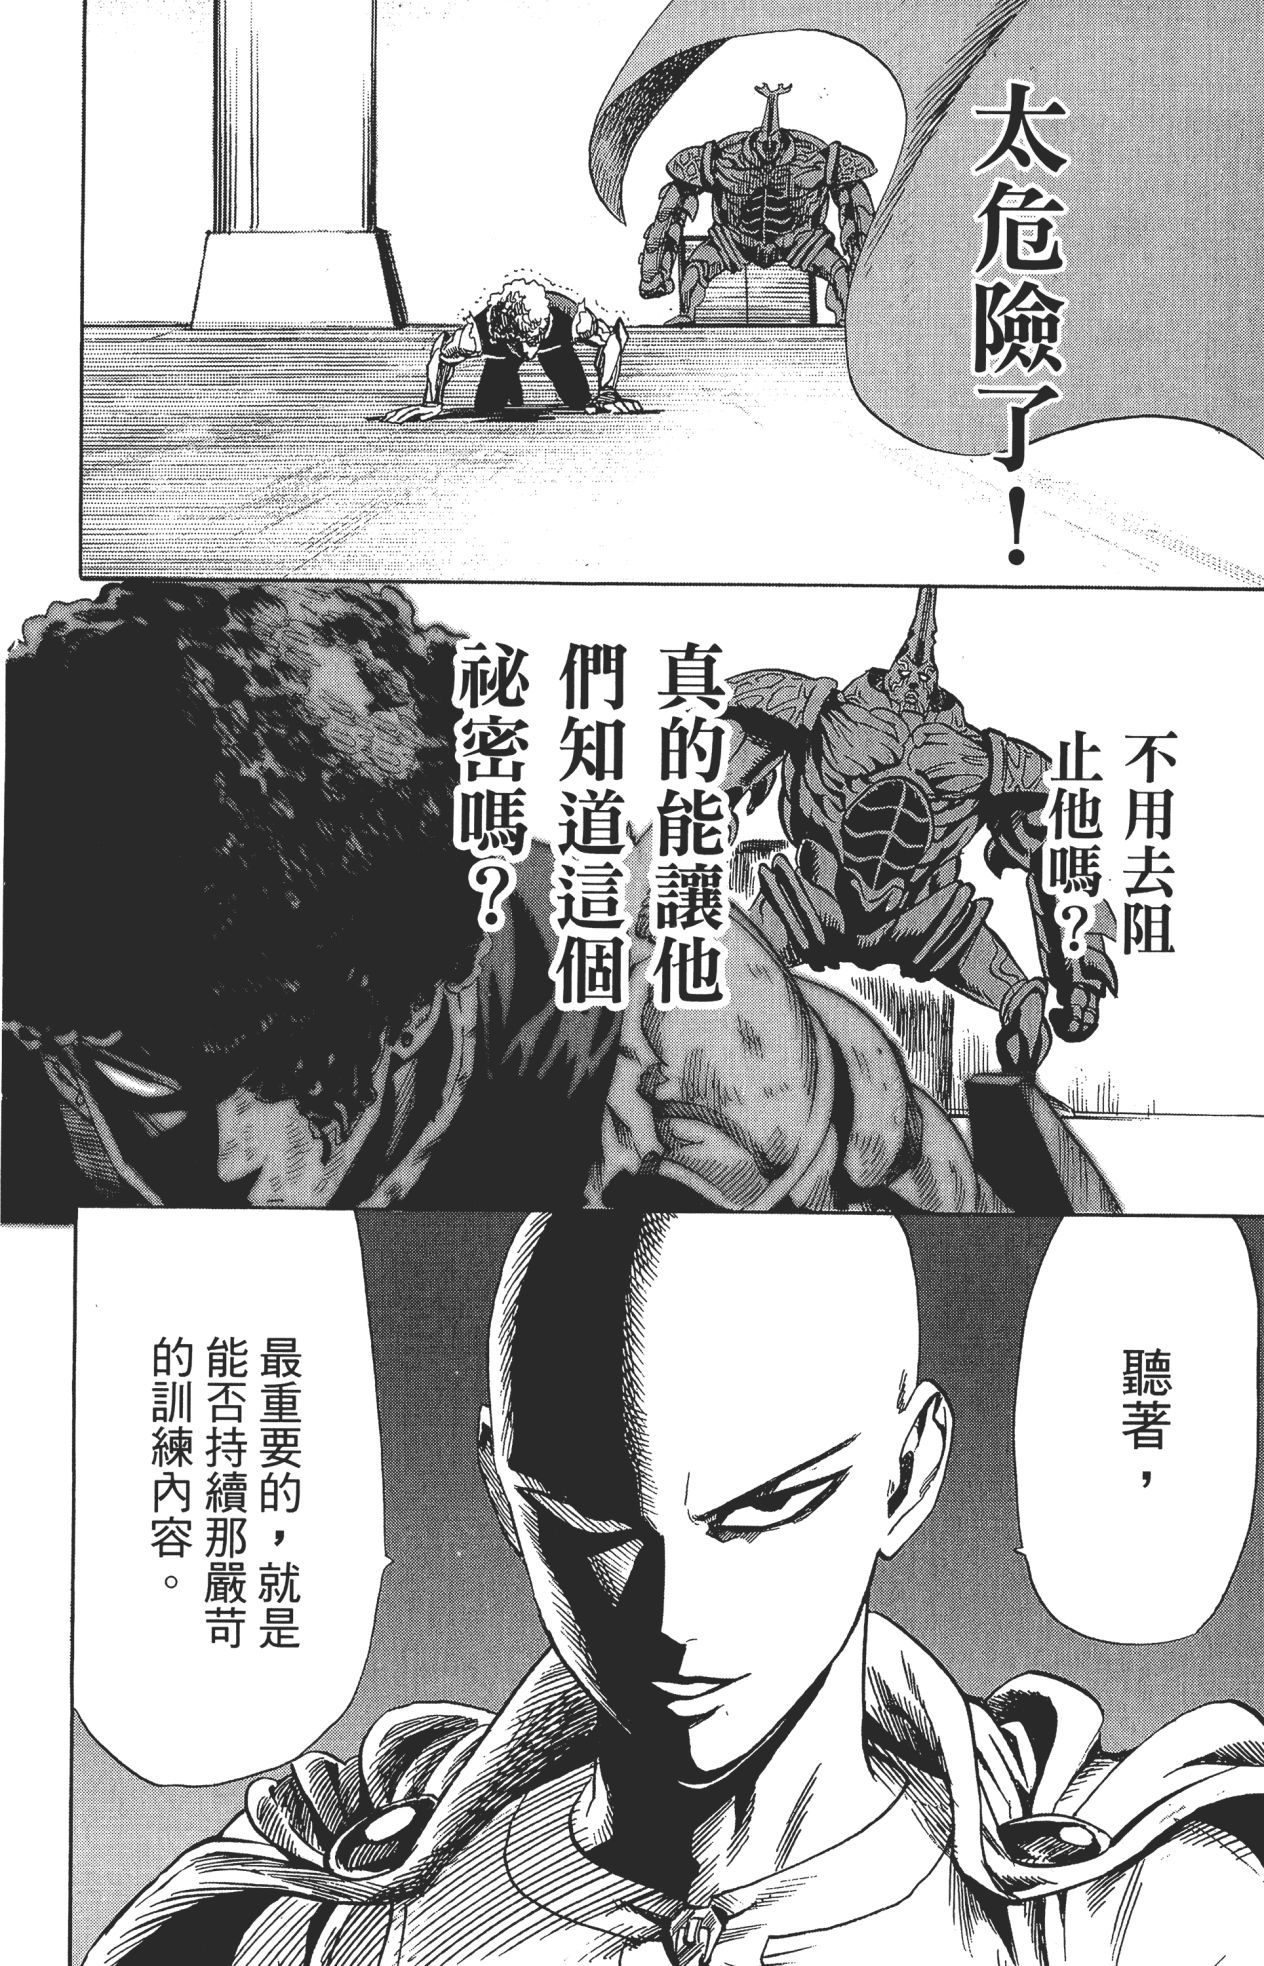 太危險了！
不用去阻
止他嗎？
真的能讓他
們知道這個
祕密嗎？
聽著，
最重要的，就是
能否持續那嚴苛
的訓練內容。